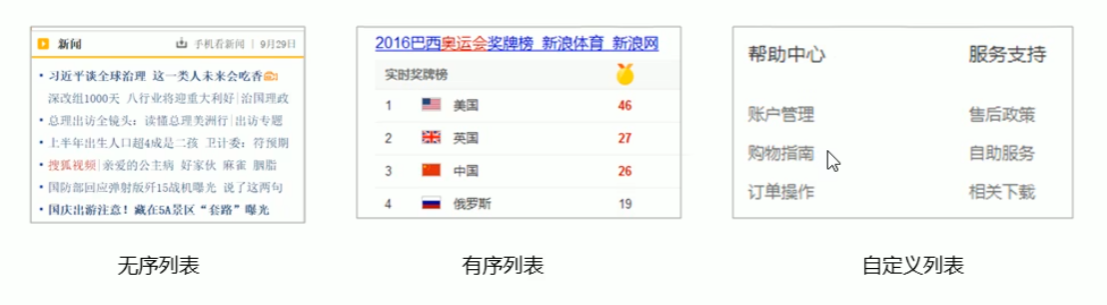 新闻 手机看新闻 | 9月29日
习近平谈全球治理 这一类人未来会吃香
深改组1000天 八行业将迎重大利好|治国理政
总理出访全镜头：读懂总理美洲行|出访专题
上半年出生人口超4成是二孩 卫计委：符预期
搜狐视频|亲爱的公主病 好家伙 麻雀 胭脂
国防部回应弹射版歼15战机曝光 说了这两句
国庆出游注意！藏在5A景区“套路”曝光
无序列表
2016巴西奥运会奖牌榜_新浪体育_新浪网
实时奖牌榜
1 美国 46
2 英国 27
3 中国 26
4 俄罗斯 19
有序列表
帮助中心 服务支持
账户管理 售后政策
购物指南 自助服务
订单操作 相关下载
自定义列表